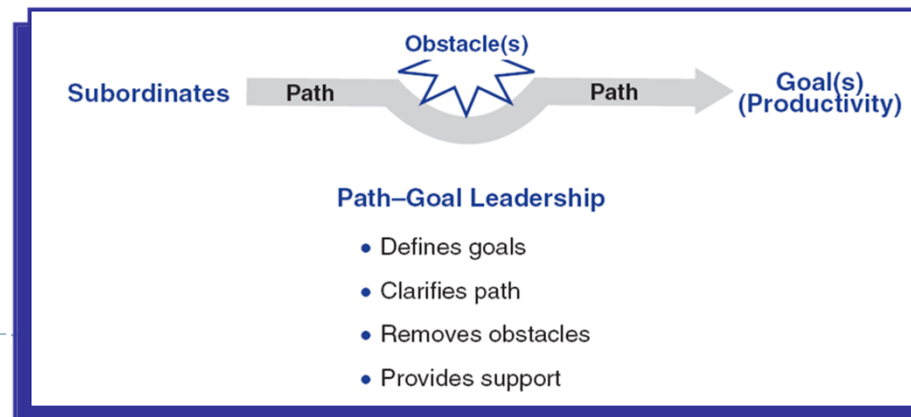 Obstacle(s)
Subordinates Path Path Goal(s)
(Productivity)
Path–Goal Leadership
• Defines goals
• Clarifies path
• Removes obstacles
• Provides support